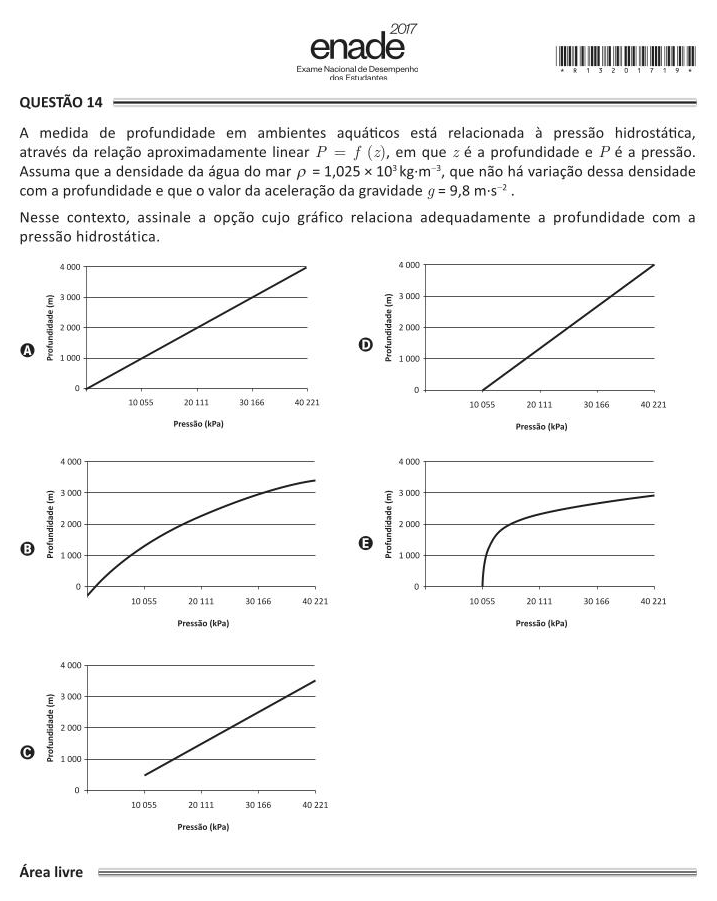 2017
enade
Exame Nacional de Desempenho
dos Estudantes
* R 1 3 2 0 1 7 1 9 *
QUESTÃO 14
A medida de profundidade em ambientes aquáticos está relacionada à pressão hidrostática,
através da relação aproximadamente linear P = f (z), em que z é a profundidade e P é a pressão.
Assuma que a densidade da água do mar ρ = 1,025 × 10³ kg·m⁻³, que não há variação dessa densidade
com a profundidade e que o valor da aceleração da gravidade g = 9,8 m·s⁻² .
Nesse contexto, assinale a opção cujo gráfico relaciona adequadamente a profundidade com a
pressão hidrostática.
A
Profundidade (m)
4 000
3 000
2 000
1 000
0
10 055 20 111 30 166 40 221
Pressão (kPa)
D
Profundidade (m)
4 000
3 000
2 000
1 000
0
10 055 20 111 30 166 40 221
Pressão (kPa)
B
Profundidade (m)
4 000
3 000
2 000
1 000
0
10 055 20 111 30 166 40 221
Pressão (kPa)
E
Profundidade (m)
4 000
3 000
2 000
1 000
0
10 055 20 111 30 166 40 221
Pressão (kPa)
C
Profundidade (m)
4 000
3 000
2 000
1 000
0
10 055 20 111 30 166 40 221
Pressão (kPa)
Área livre